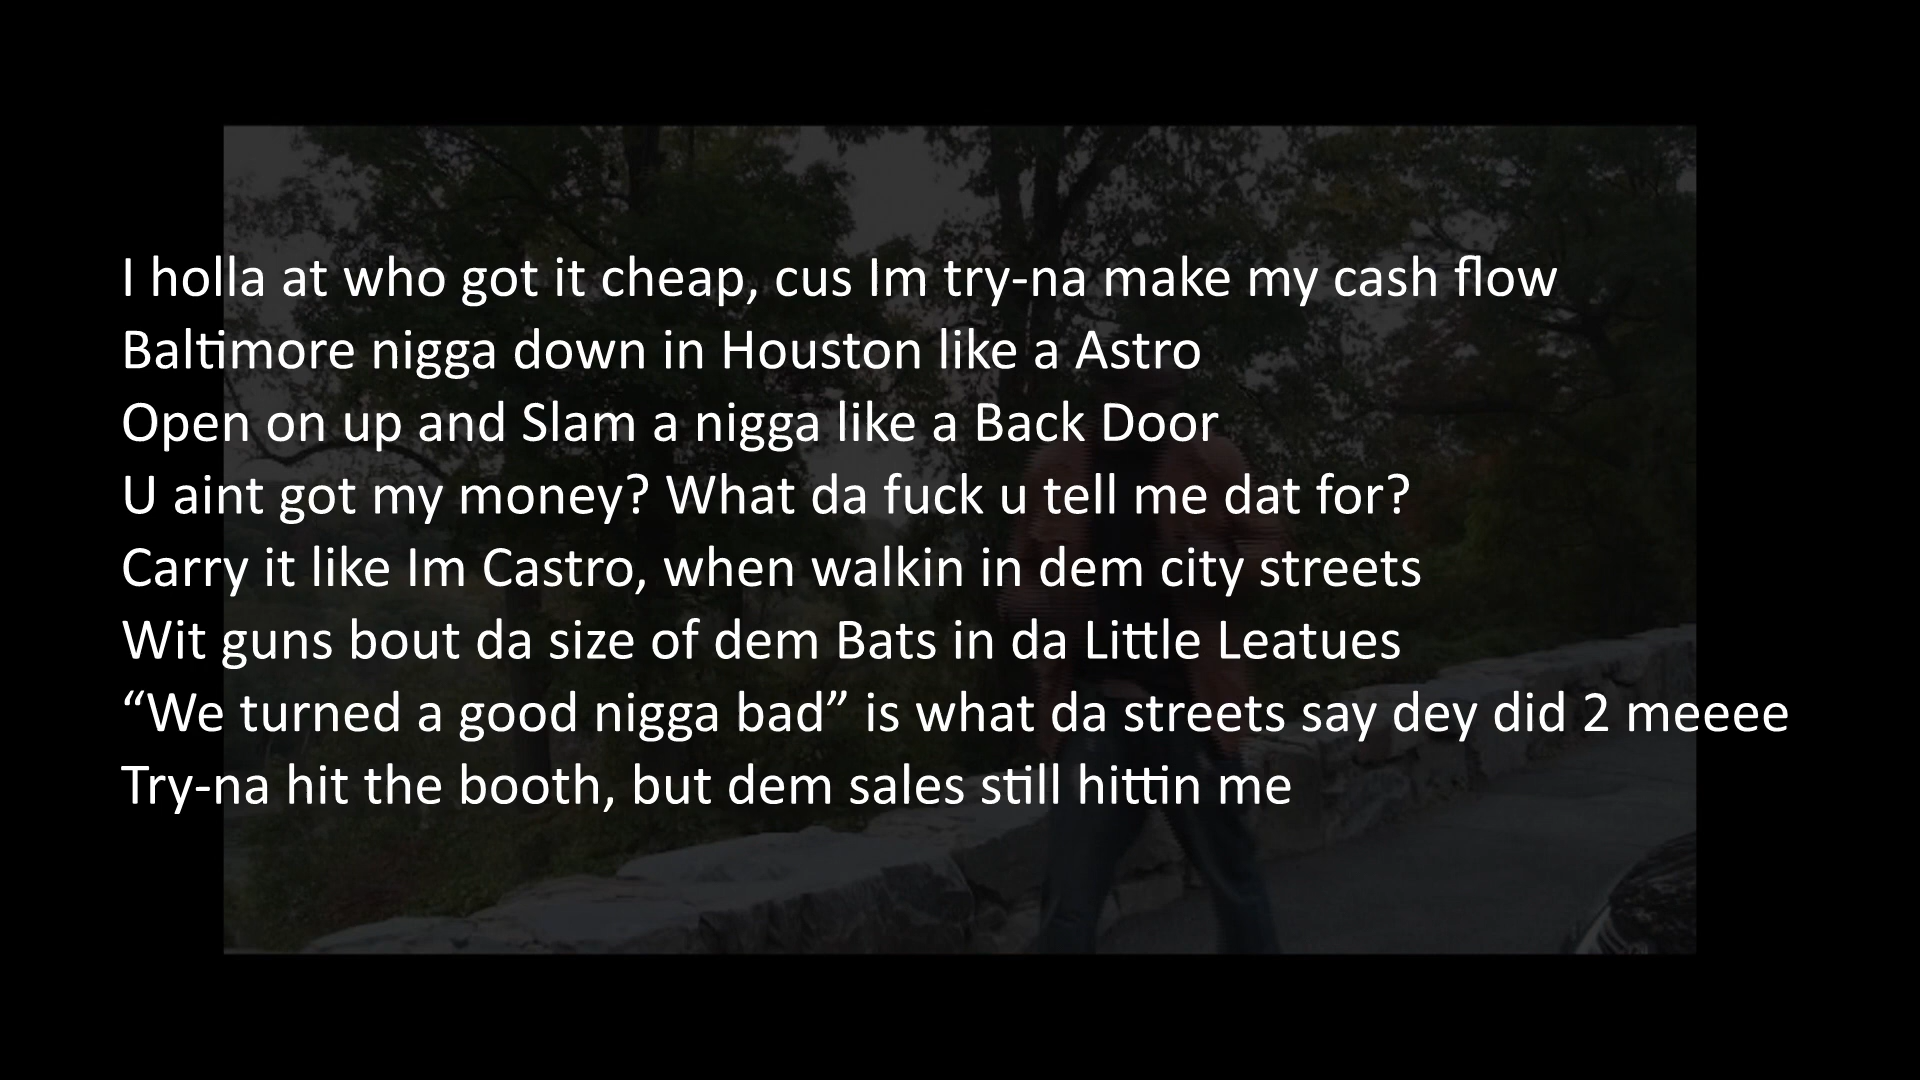 I holla at who got it cheap, cus Im try-na make my cash flow
Baltimore nigga down in Houston like a Astro
Open on up and Slam a nigga like a Back Door
U aint got my money? What da fuck u tell me dat for?
Carry it like Im Castro, when walkin in dem city streets
Wit guns bout da size of dem Bats in da Little Leatues
“We turned a good nigga bad” is what da streets say dey did 2 meeee
Try-na hit the booth, but dem sales still hittin me